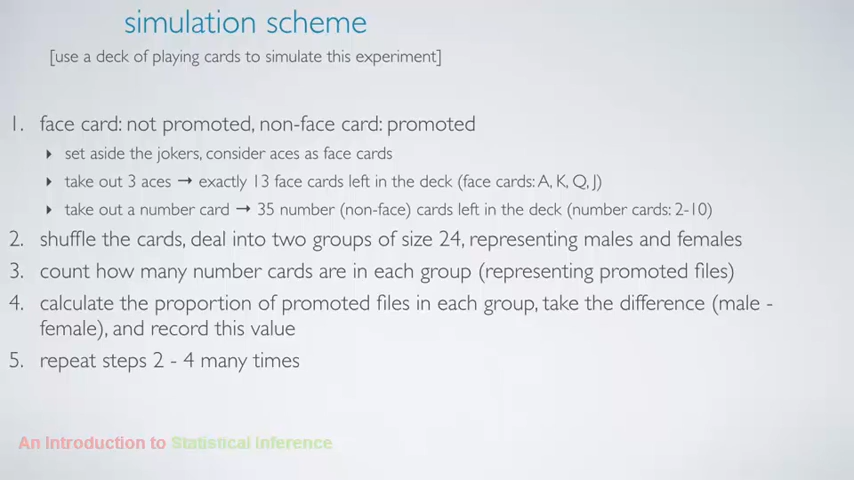 simulation scheme
[use a deck of playing cards to simulate this experiment]
1. face card: not promoted, non-face card: promoted
set aside the jokers, consider aces as face cards
take out 3 aces → exactly 13 face cards left in the deck (face cards: A, K, Q, J)
take out a number card → 35 number (non-face) cards left in the deck (number cards: 2-10)
2. shuffle the cards, deal into two groups of size 24, representing males and females
3. count how many number cards are in each group (representing promoted files)
4. calculate the proportion of promoted files in each group, take the difference (male -
female), and record this value
5. repeat steps 2 - 4 many times
An Introduction to Statistical Inference